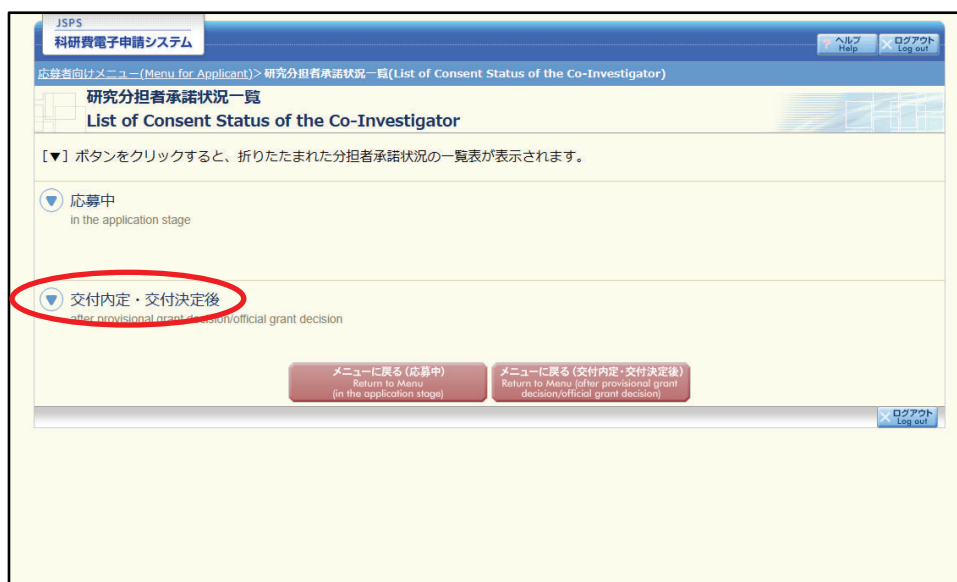 JSPS
科研費電子申請システム
ヘルプ
Help
ログアウト
Log out
応募者向けメニュー(Menu for Applicant)>研究分担者承諾状況一覧(List of Consent Status of the Co-Investigator)
研究分担者承諾状況一覧
List of Consent Status of the Co-Investigator
[▼] ボタンをクリックすると、折りたたまれた分担者承諾状況の一覧表が表示されます。
応募中
in the application stage
交付内定・交付決定後
after provisional grant decision/official grant decision
メニューに戻る(応募中)
Return to Menu
(in the application stage)
メニューに戻る(交付内定・交付決定後)
Return to Menu (after provisional grant
decision/official grant decision)
ログアウト
Log out